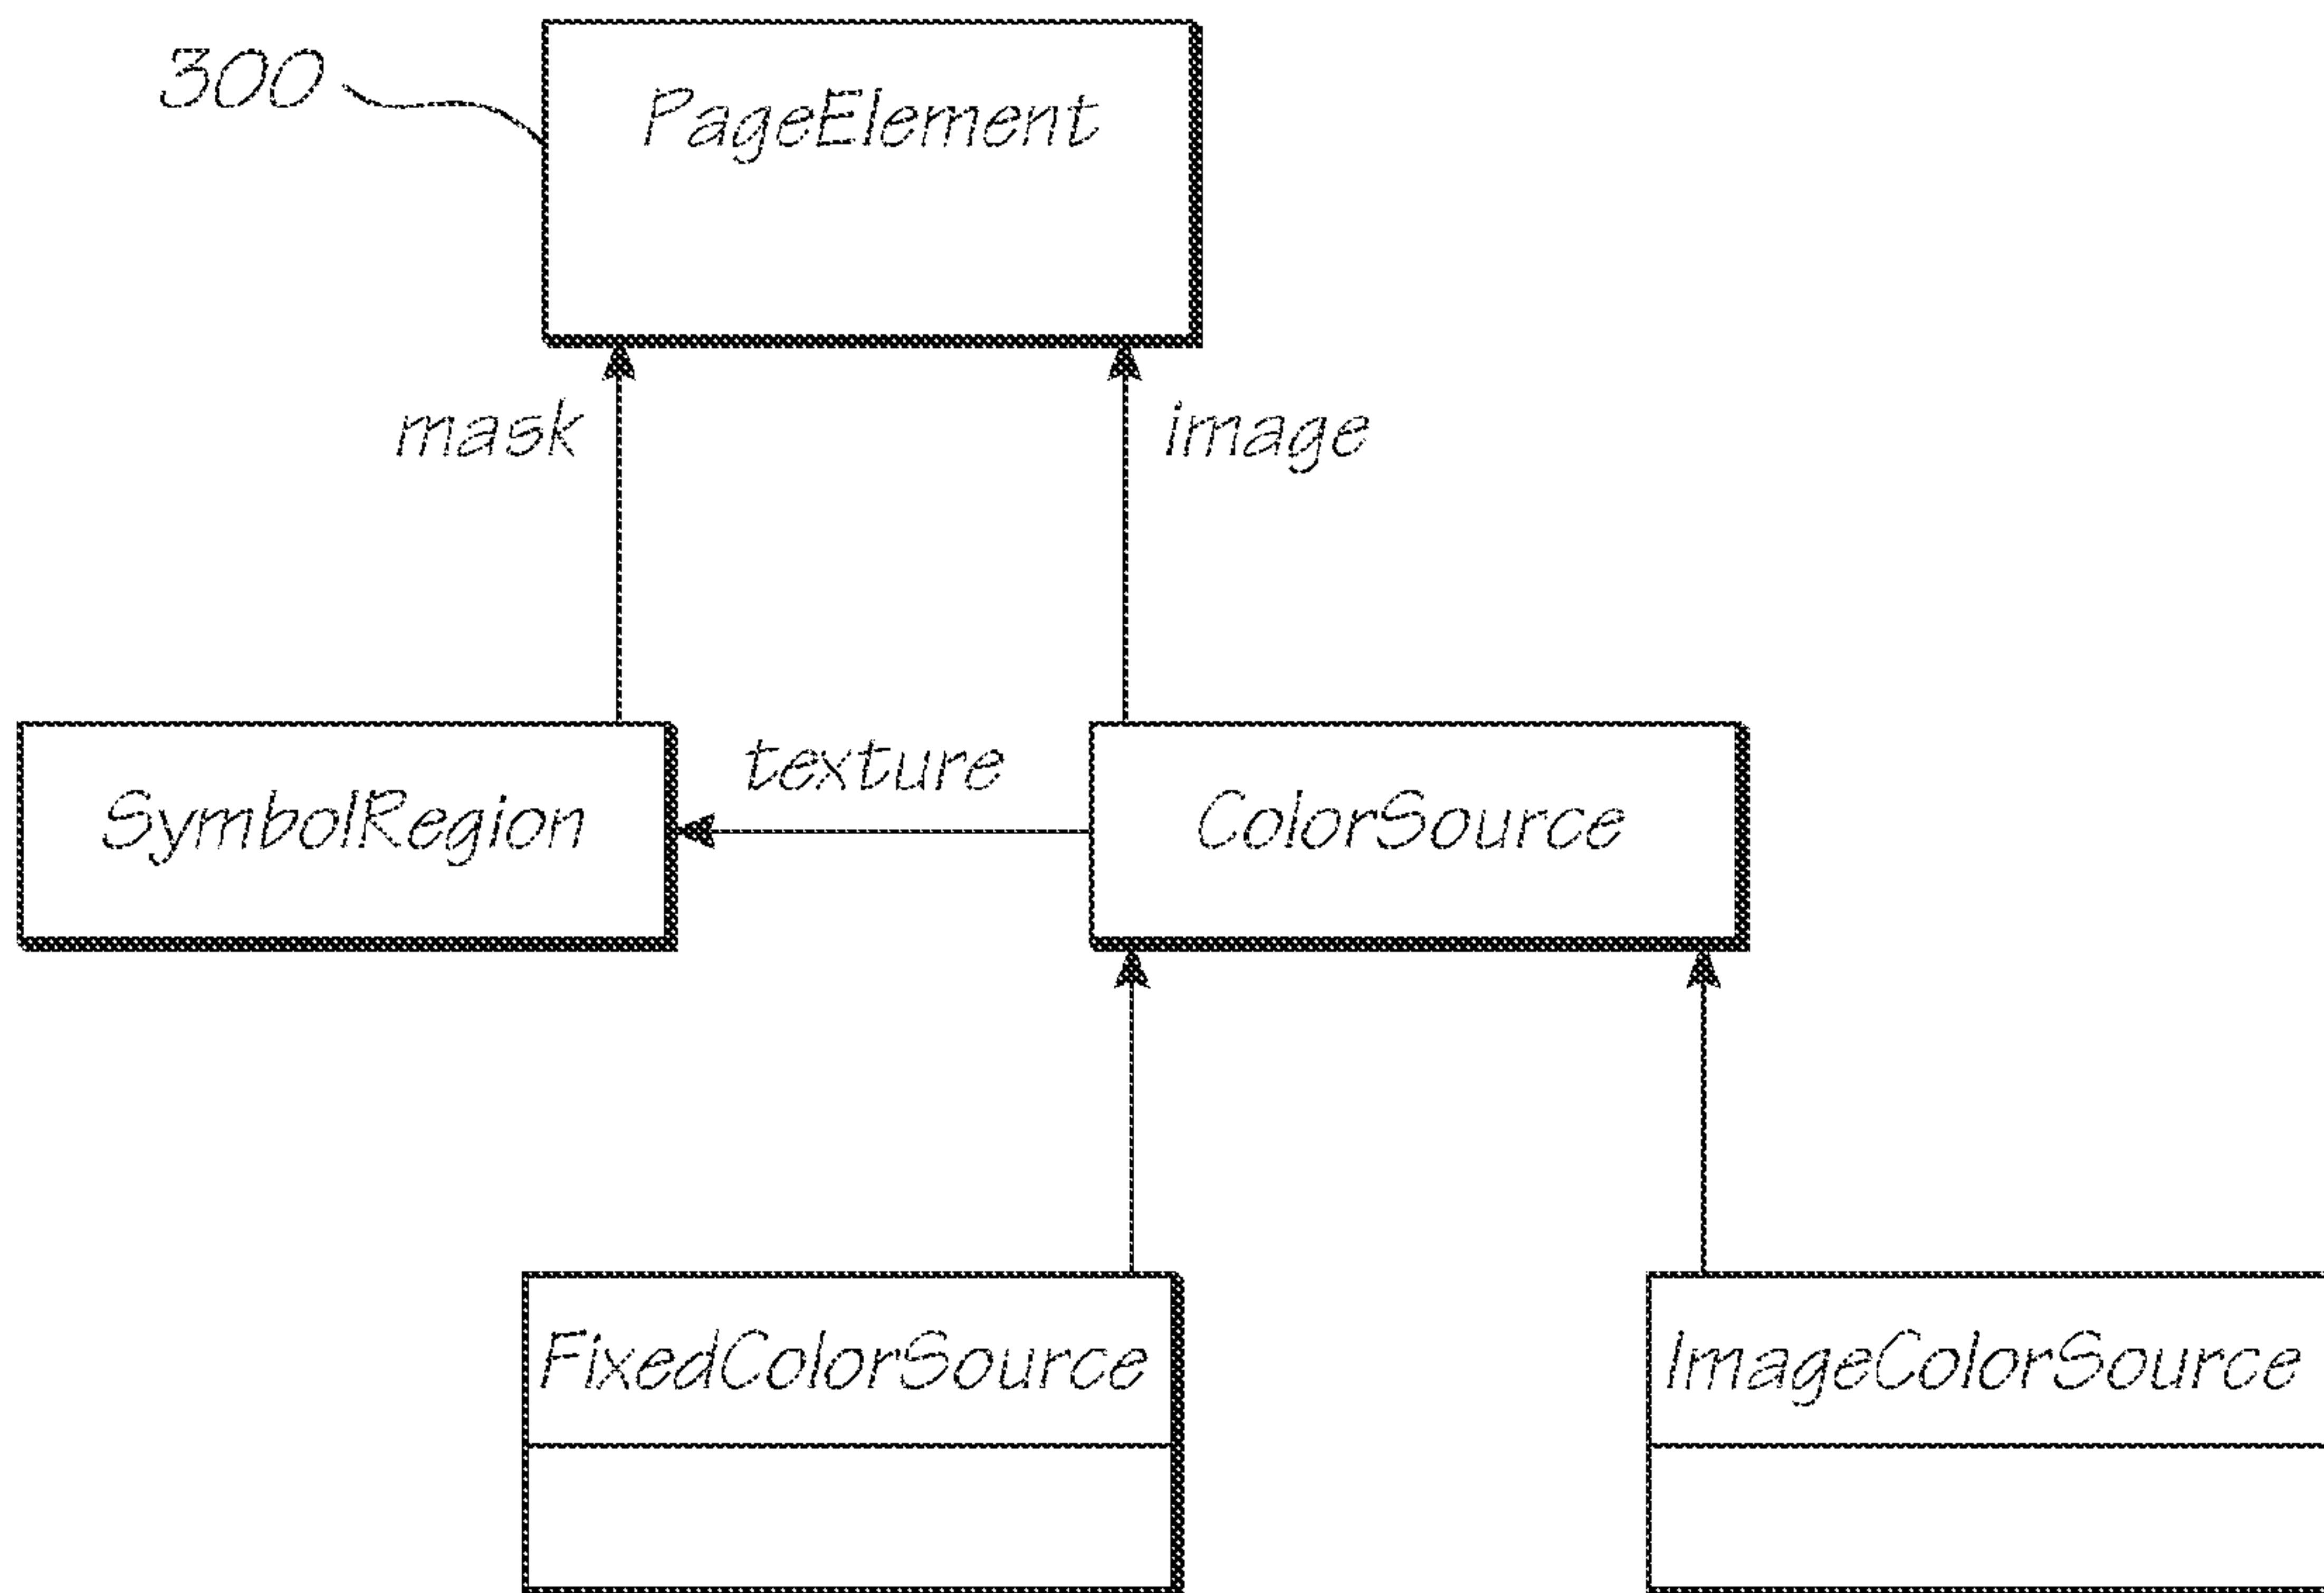 300
PageElement
mask
image
texture
SymbolRegion
ColorSource
FixedColorSource
ImageColorSource